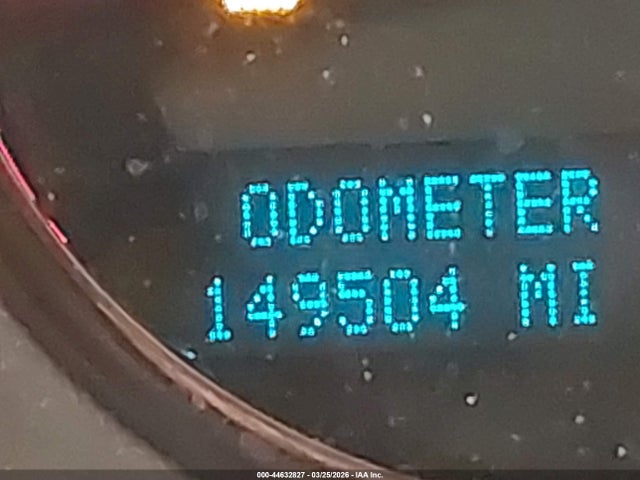 ODOMETER
149504 MI
000-44632827 - 03/25/2026 - IAA Inc.